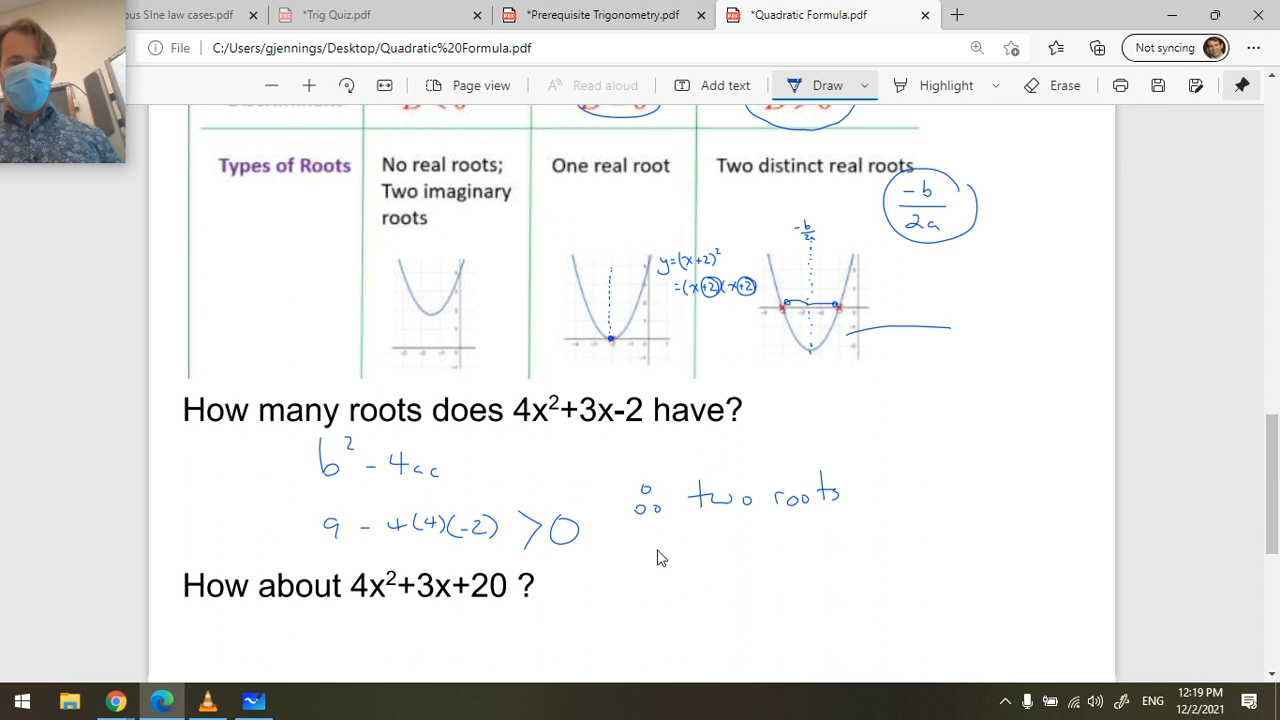 ous SIne law cases.pdf
*Trig Quiz.pdf
*Prerequisite Trigonometry.pdf
*Quadratic Formula.pdf
File
C:/Users/gjennings/Desktop/Quadratic%20Formula.pdf
Not syncing
Page view
Read aloud
Add text
Draw
Highlight
Erase
Types of Roots
No real roots;
Two imaginary
roots
One real root
Two distinct real roots
-b
2a
-b
2a
y=(x+2)²
=(x+2)(x+2)
How many roots does 4x²+3x-2 have?
b² - 4ac
9 - 4(4)(-2) > 0
∴ two roots
How about 4x²+3x+20 ?
ENG
12:19 PM
12/2/2021